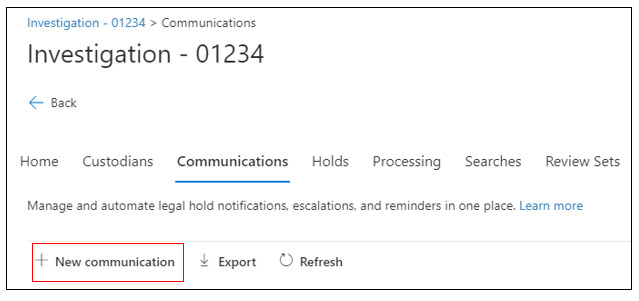 Investigation - 01234 > Communications
Investigation - 01234
Back
Home Custodians Communications Holds Processing Searches Review Sets
Manage and automate legal hold notifications, escalations, and reminders in one place. Learn more
New communication Export Refresh